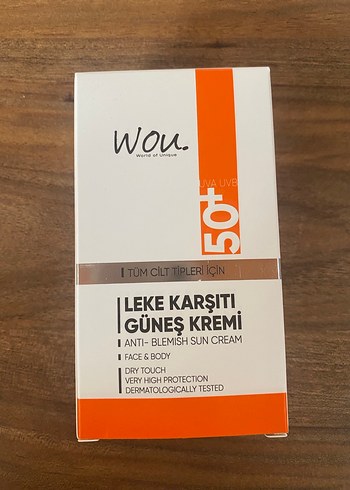 wou.
World of unique
UVA UVB
50+
TÜM CİLT TİPLERİ İÇİN
LEKE KARŞITI
GÜNEŞ KREMİ
ANTI- BLEMISH SUN CREAM
FACE & BODY
DRY TOUCH
VERY HIGH PROTECTION
DERMATOLOGICALLY TESTED